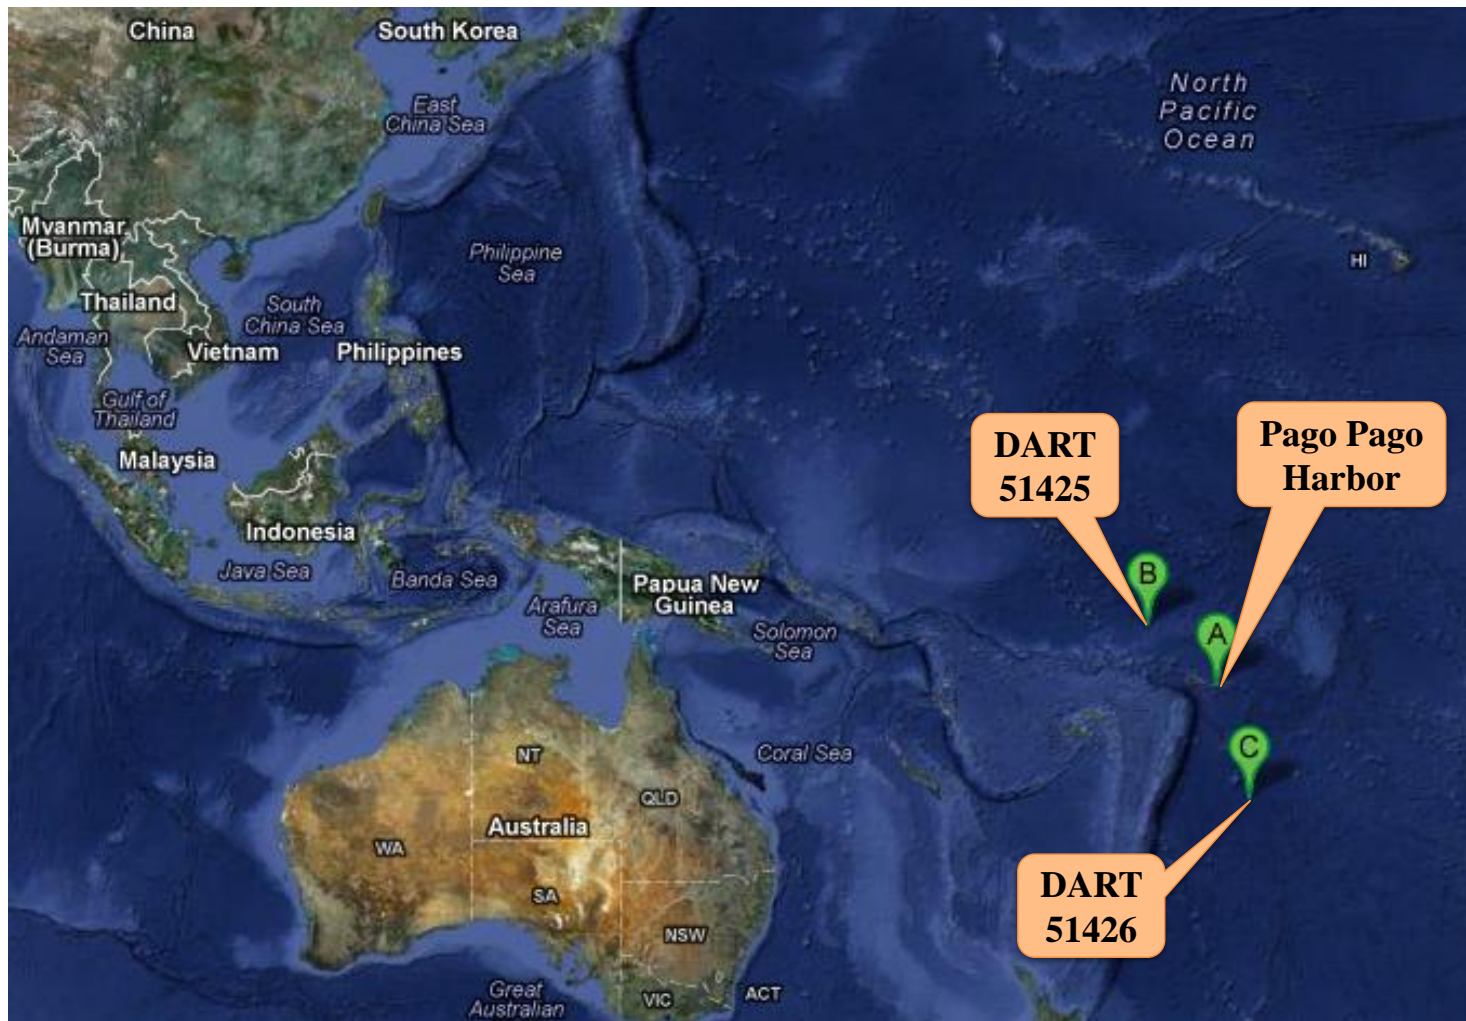 China
South Korea
East
China Sea
North
Pacific
Ocean
Myanmar
(Burma)
Philippine
Sea
HI
Thailand
South
China Sea
Andaman
Sea
Vietnam
Philippines
Gulf of
Thailand
Malaysia
DART
51425
Pago Pago
Harbor
Indonesia
Java Sea
Banda Sea
Arafura
Sea
Papua New
Guinea
Solomon
Sea
B
A
C
Coral Sea
NT
QLD
Australia
WA
SA
NSW
DART
51426
Great
Australian
VIC
ACT